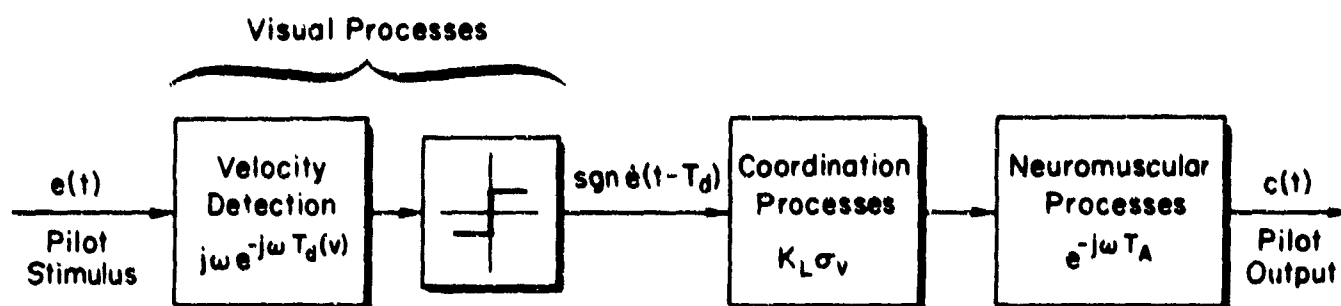 Visual Processes
e(t)
Pilot
Stimulus
Velocity
Detection
jω e^{-jω T_d(v)}
sgn ė(t-T_d)
Coordination
Processes
K_L σ_v
Neuromuscular
Processes
e^{-jω T_A}
c(t)
Pilot
Output